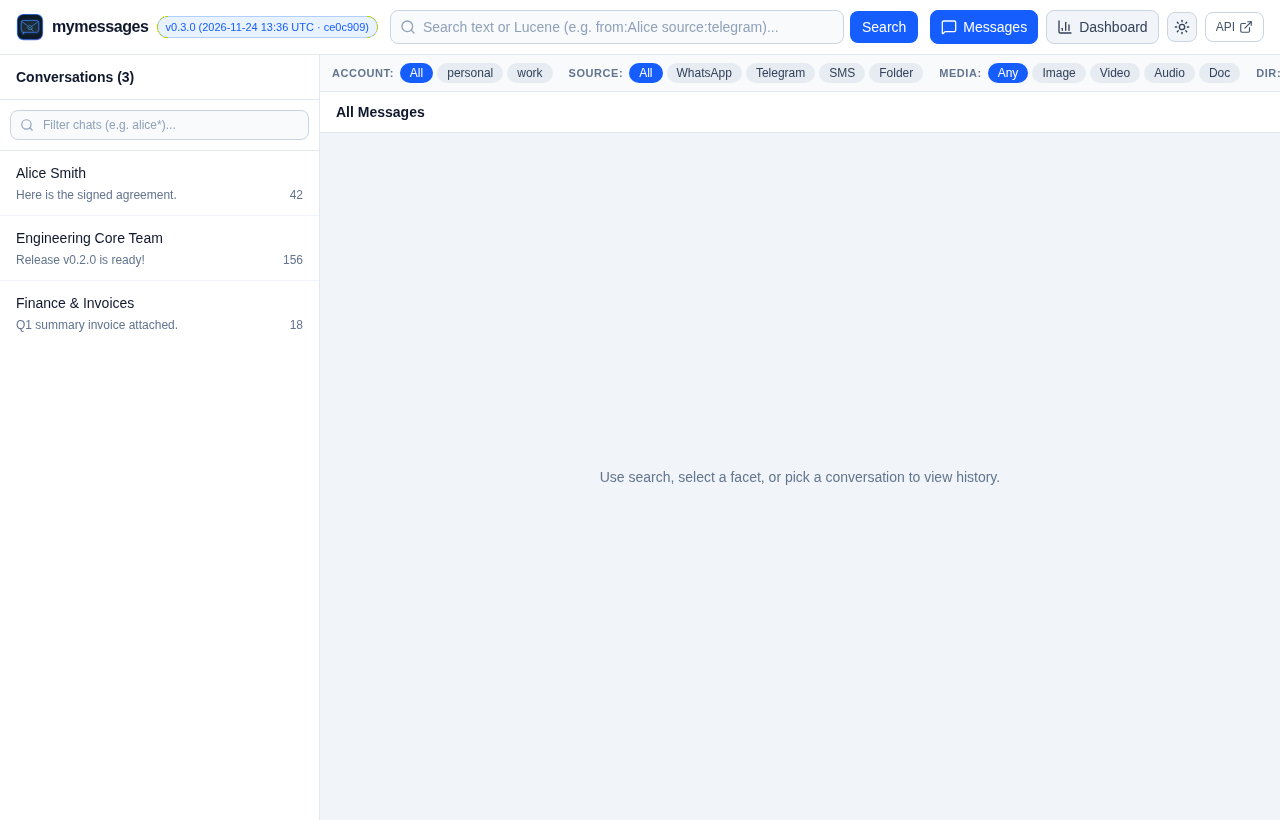 mymessages v0.3.0 (2026-11-24 13:36 UTC · ce0c909) Search text or Lucene (e.g. from:Alice source:telegram)... Search Messages Dashboard API
Conversations (3)
Filter chats (e.g. alice*)...
Alice Smith
Here is the signed agreement. 42
Engineering Core Team
Release v0.2.0 is ready! 156
Finance & Invoices
Q1 summary invoice attached. 18
ACCOUNT: All personal work SOURCE: All WhatsApp Telegram SMS Folder MEDIA: Any Image Video Audio Doc DIR:
All Messages
Use search, select a facet, or pick a conversation to view history.